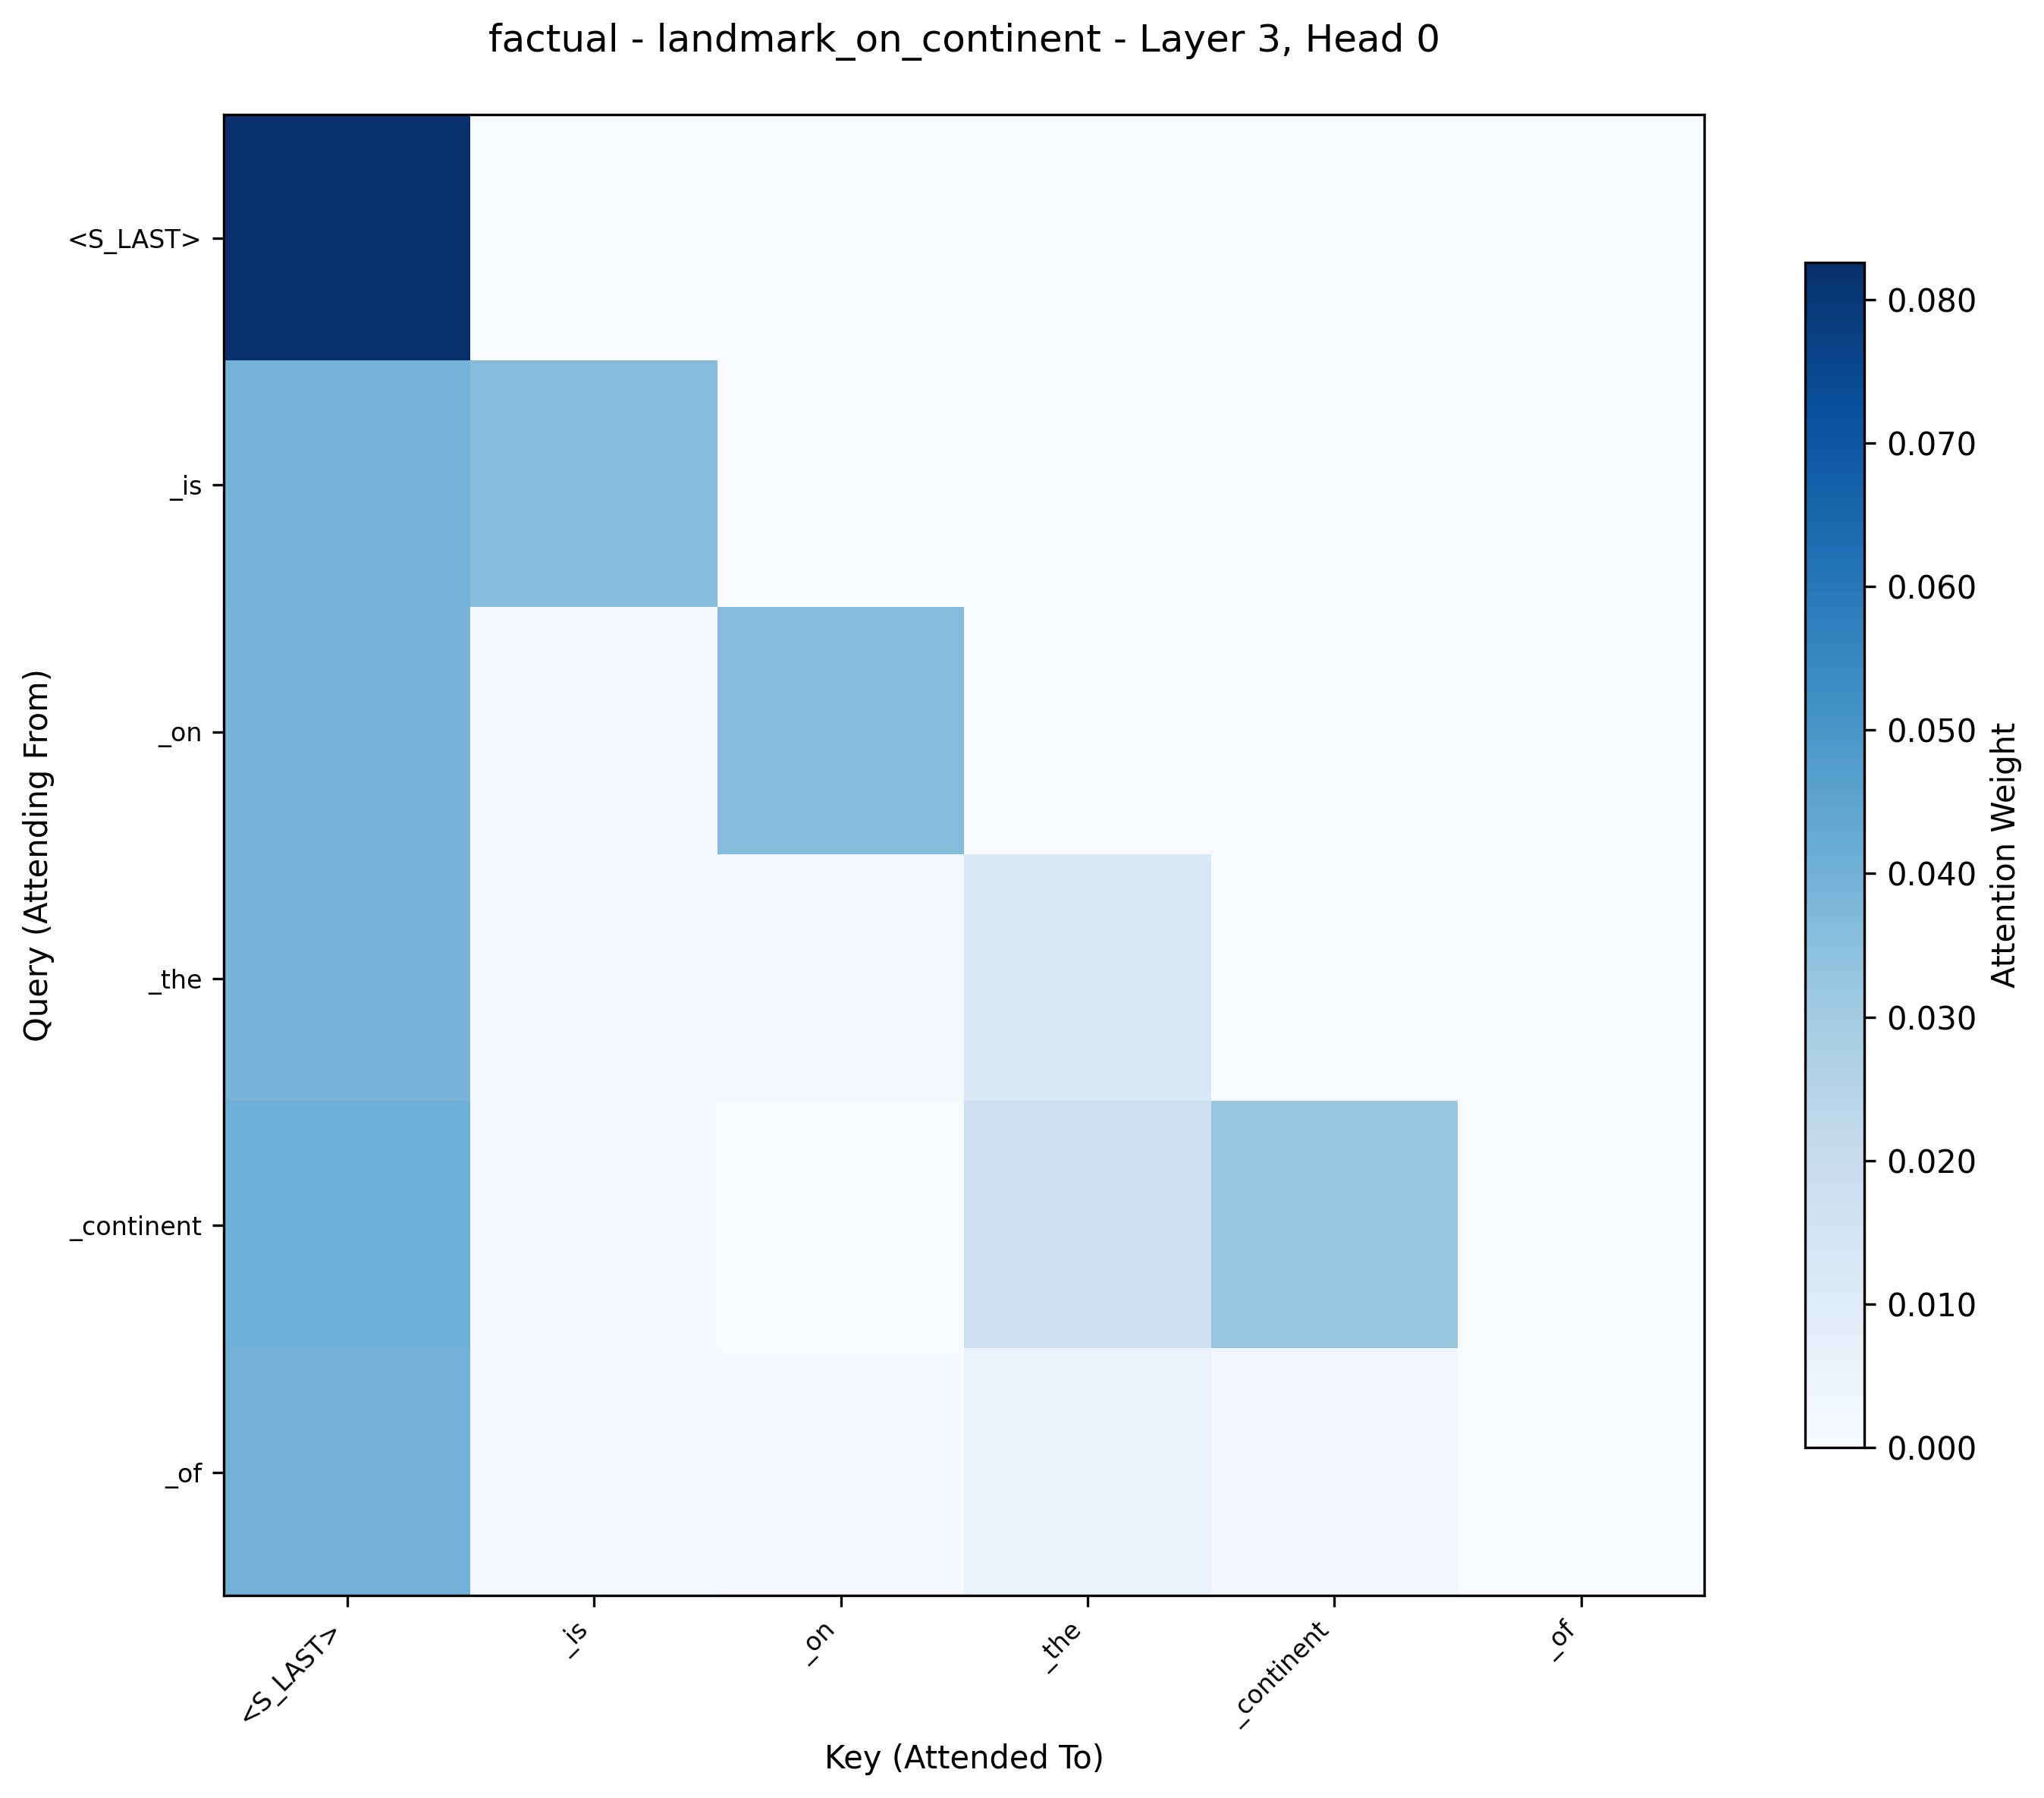 factual - landmark_on_continent - Layer 3, Head 0
<S_LAST>
_is
_on
_the
_continent
_of
Query (Attending From)
<S_LAST>
_is
_on
_the
_continent
_of
Key (Attended To)
0.080
0.070
0.060
0.050
0.040
0.030
0.020
0.010
0.000
Attention Weight